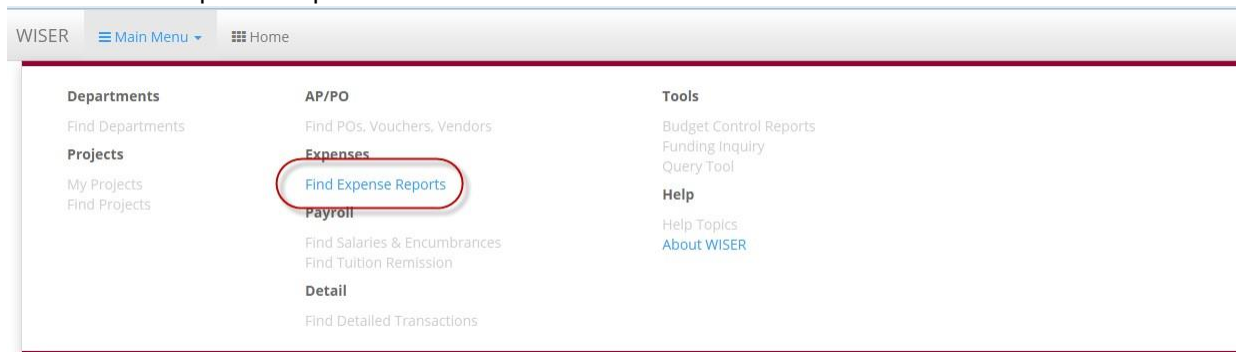 WISER Main Menu Home
Departments
Find Departments
Projects
My Projects
Find Projects
AP/PO
Find POs, Vouchers, Vendors
Expenses
Find Expense Reports
Payroll
Find Salaries & Encumbrances
Find Tuition Remission
Detail
Find Detailed Transactions
Tools
Budget Control Reports
Funding Inquiry
Query Tool
Help
Help Topics
About WISER